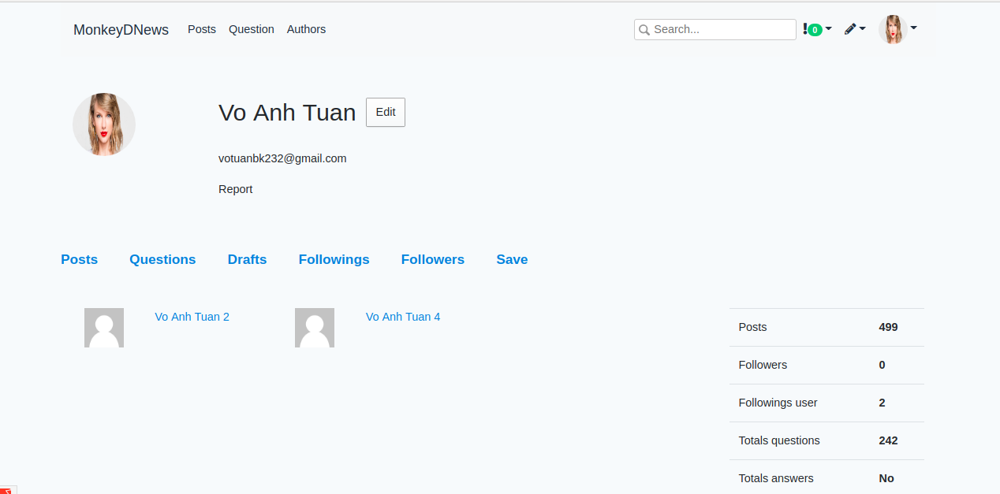 MonkeyDNews Posts Question Authors Search... 0
Vo Anh Tuan Edit
votuanbk232@gmail.com
Report
Posts Questions Drafts Followings Followers Save
Vo Anh Tuan 2 Vo Anh Tuan 4
Posts 499
Followers 0
Followings user 2
Totals questions 242
Totals answers No